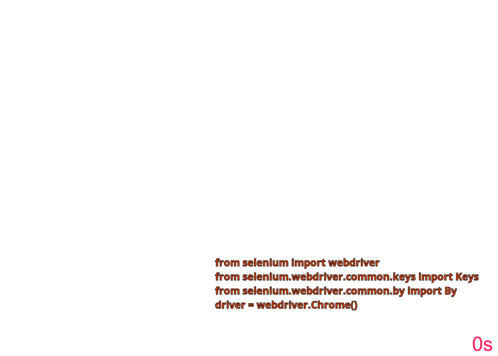 from selenium import webdriver
from selenium.webdriver.common.keys import Keys
from selenium.webdriver.common.by import By
driver = webdriver.Chrome()
0s